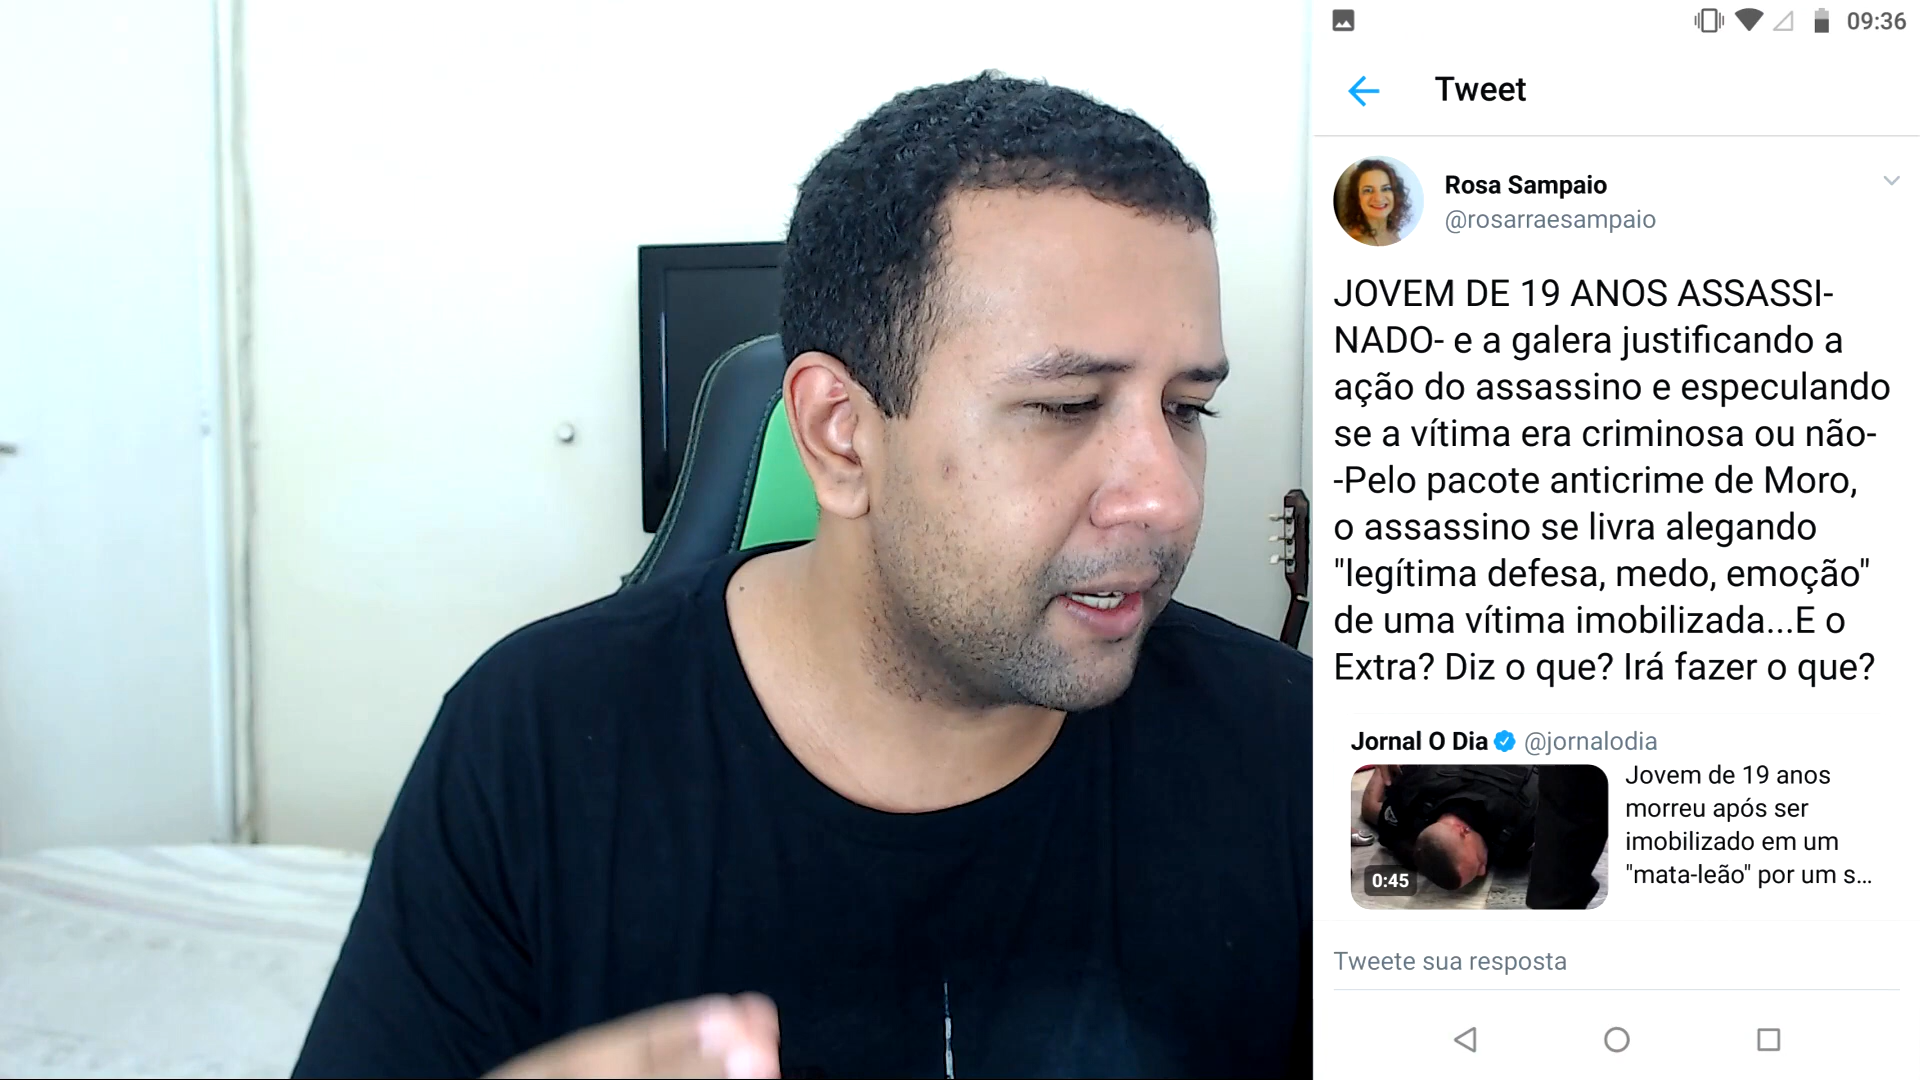 09:36
Tweet
Rosa Sampaio
@rosarraesampaio
JOVEM DE 19 ANOS ASSASSI-
NADO- e a galera justificando a
ação do assassino e especulando
se a vítima era criminosa ou não-
-Pelo pacote anticrime de Moro,
o assassino se livra alegando
"legítima defesa, medo, emoção"
de uma vítima imobilizada...E o
Extra? Diz o que? Irá fazer o que?
Jornal O Dia @jornalodia
Jovem de 19 anos
morreu após ser
imobilizado em um
"mata-leão" por um s...
0:45
Tweete sua resposta